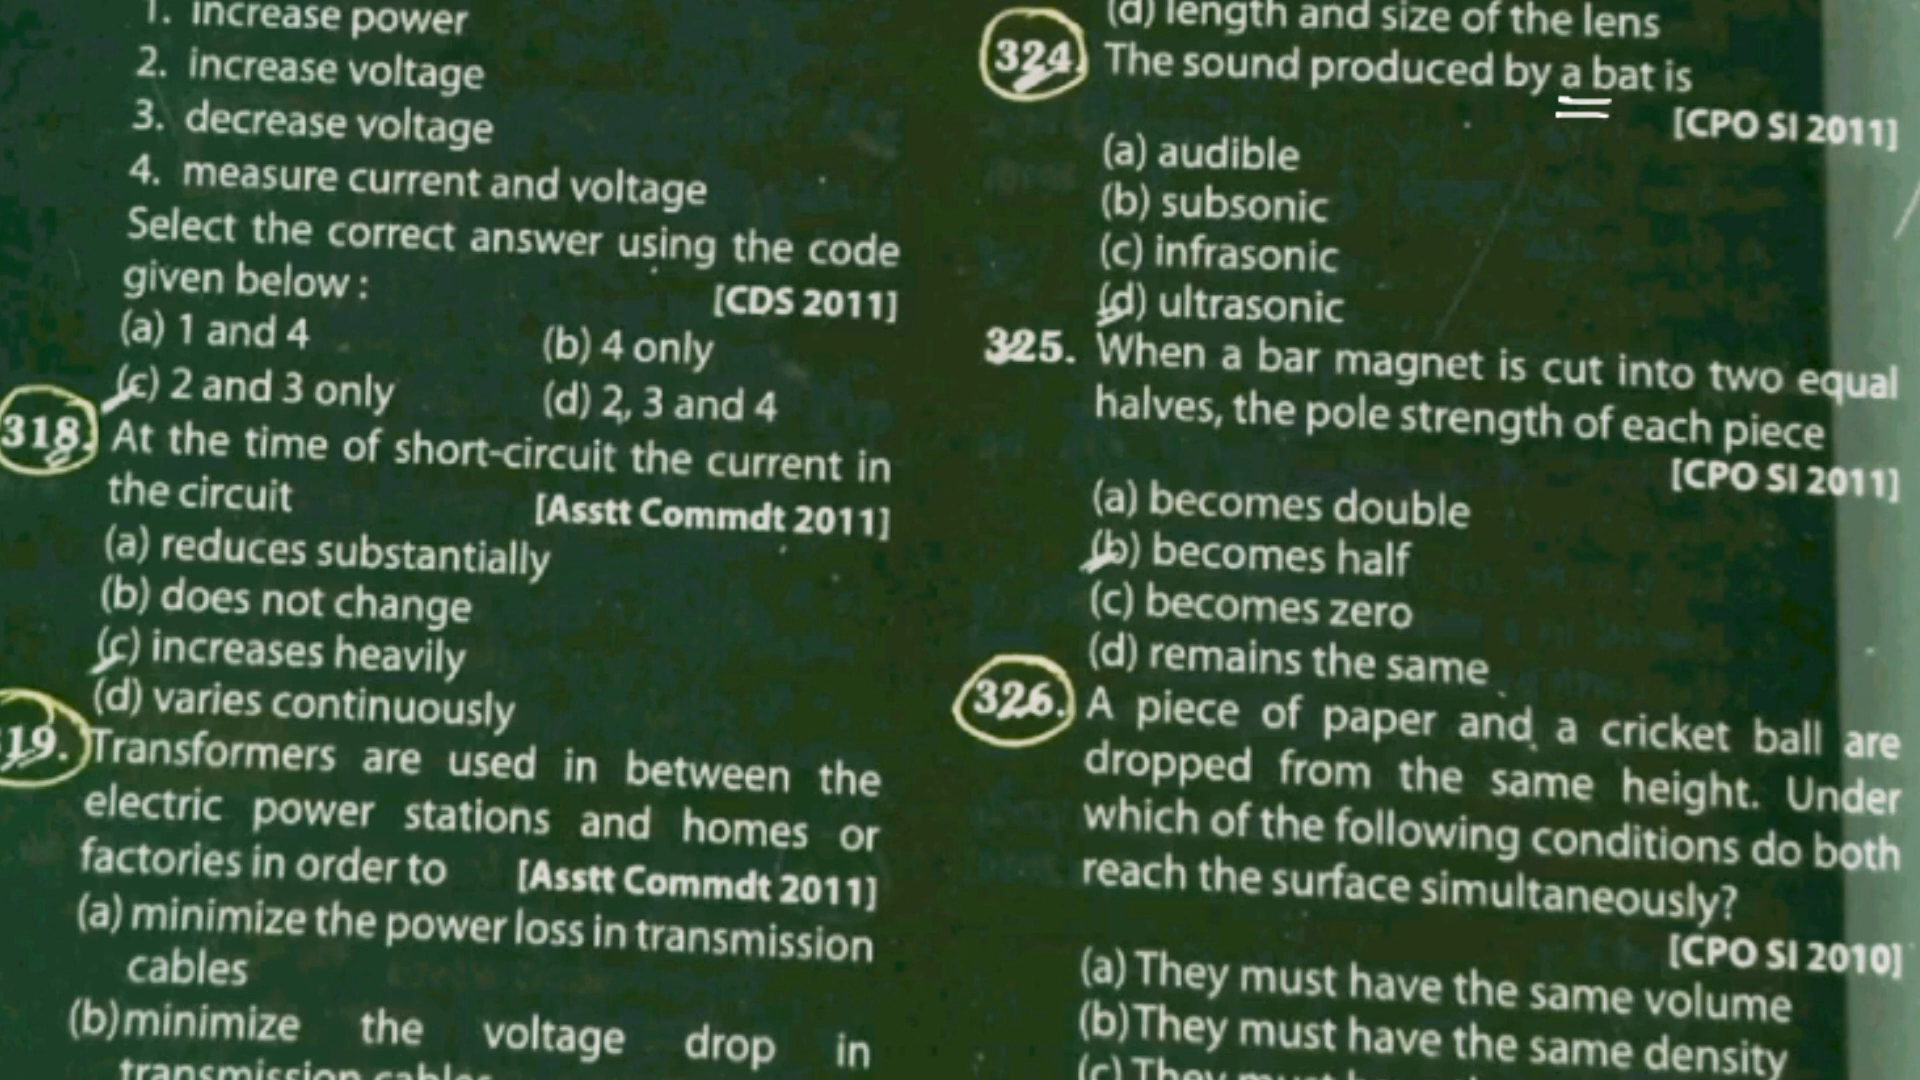 1. increase power
2. increase voltage
3. decrease voltage
4. measure current and voltage
Select the correct answer using the code
given below :
[CDS 2011]
(a) 1 and 4
(b) 4 only
(c) 2 and 3 only
(d) 2, 3 and 4
318. At the time of short-circuit the current in
the circuit
[Asstt Commdt 2011]
(a) reduces substantially
(b) does not change
(c) increases heavily
(d) varies continuously
19. Transformers are used in between the
electric power stations and homes or
factories in order to
[Asstt Commdt 2011]
(a) minimize the power loss in transmission
cables
(b) minimize the voltage drop in
transmission cables
(d) length and size of the lens
324. The sound produced by a bat is
[CPO SI 2011]
(a) audible
(b) subsonic
(c) infrasonic
(d) ultrasonic
325. When a bar magnet is cut into two equal
halves, the pole strength of each piece
[CPO SI 2011]
(a) becomes double
(b) becomes half
(c) becomes zero
(d) remains the same
326. A piece of paper and a cricket ball are
dropped from the same height. Under
which of the following conditions do both
reach the surface simultaneously?
[CPO SI 2010]
(a) They must have the same volume
(b) They must have the same density
(c) They must